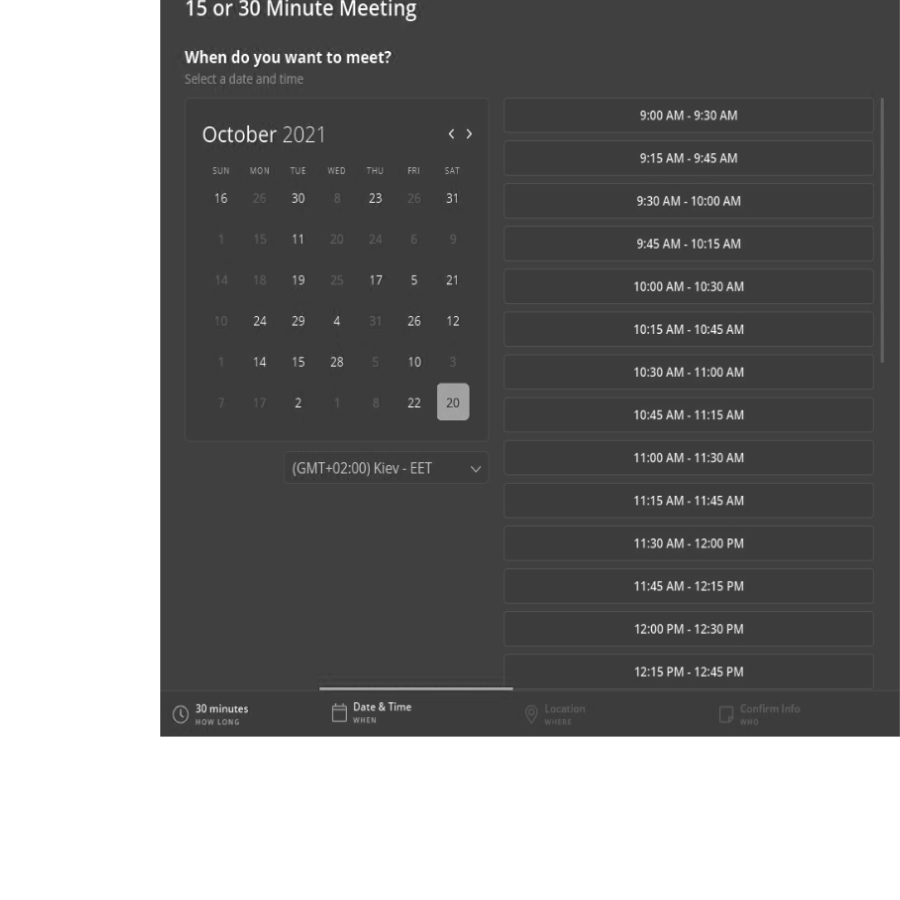 15 or 30 Minute Meeting
When do you want to meet?
Select a date and time
October 2021
SUN MON TUE WED THU FRI SAT
16 26 30 8 23 26 31
1 15 11 20 24 6 9
14 18 19 25 17 5 21
10 24 29 4 31 26 12
1 14 15 28 5 10 3
7 17 2 1 8 22 20
(GMT+02:00) Kiev - EET
9:00 AM - 9:30 AM
9:15 AM - 9:45 AM
9:30 AM - 10:00 AM
9:45 AM - 10:15 AM
10:00 AM - 10:30 AM
10:15 AM - 10:45 AM
10:30 AM - 11:00 AM
10:45 AM - 11:15 AM
11:00 AM - 11:30 AM
11:15 AM - 11:45 AM
11:30 AM - 12:00 PM
11:45 AM - 12:15 PM
12:00 PM - 12:30 PM
12:15 PM - 12:45 PM
30 minutes
HOW LONG
Date & Time
WHEN
Location
WHERE
Confirm Info
WHO